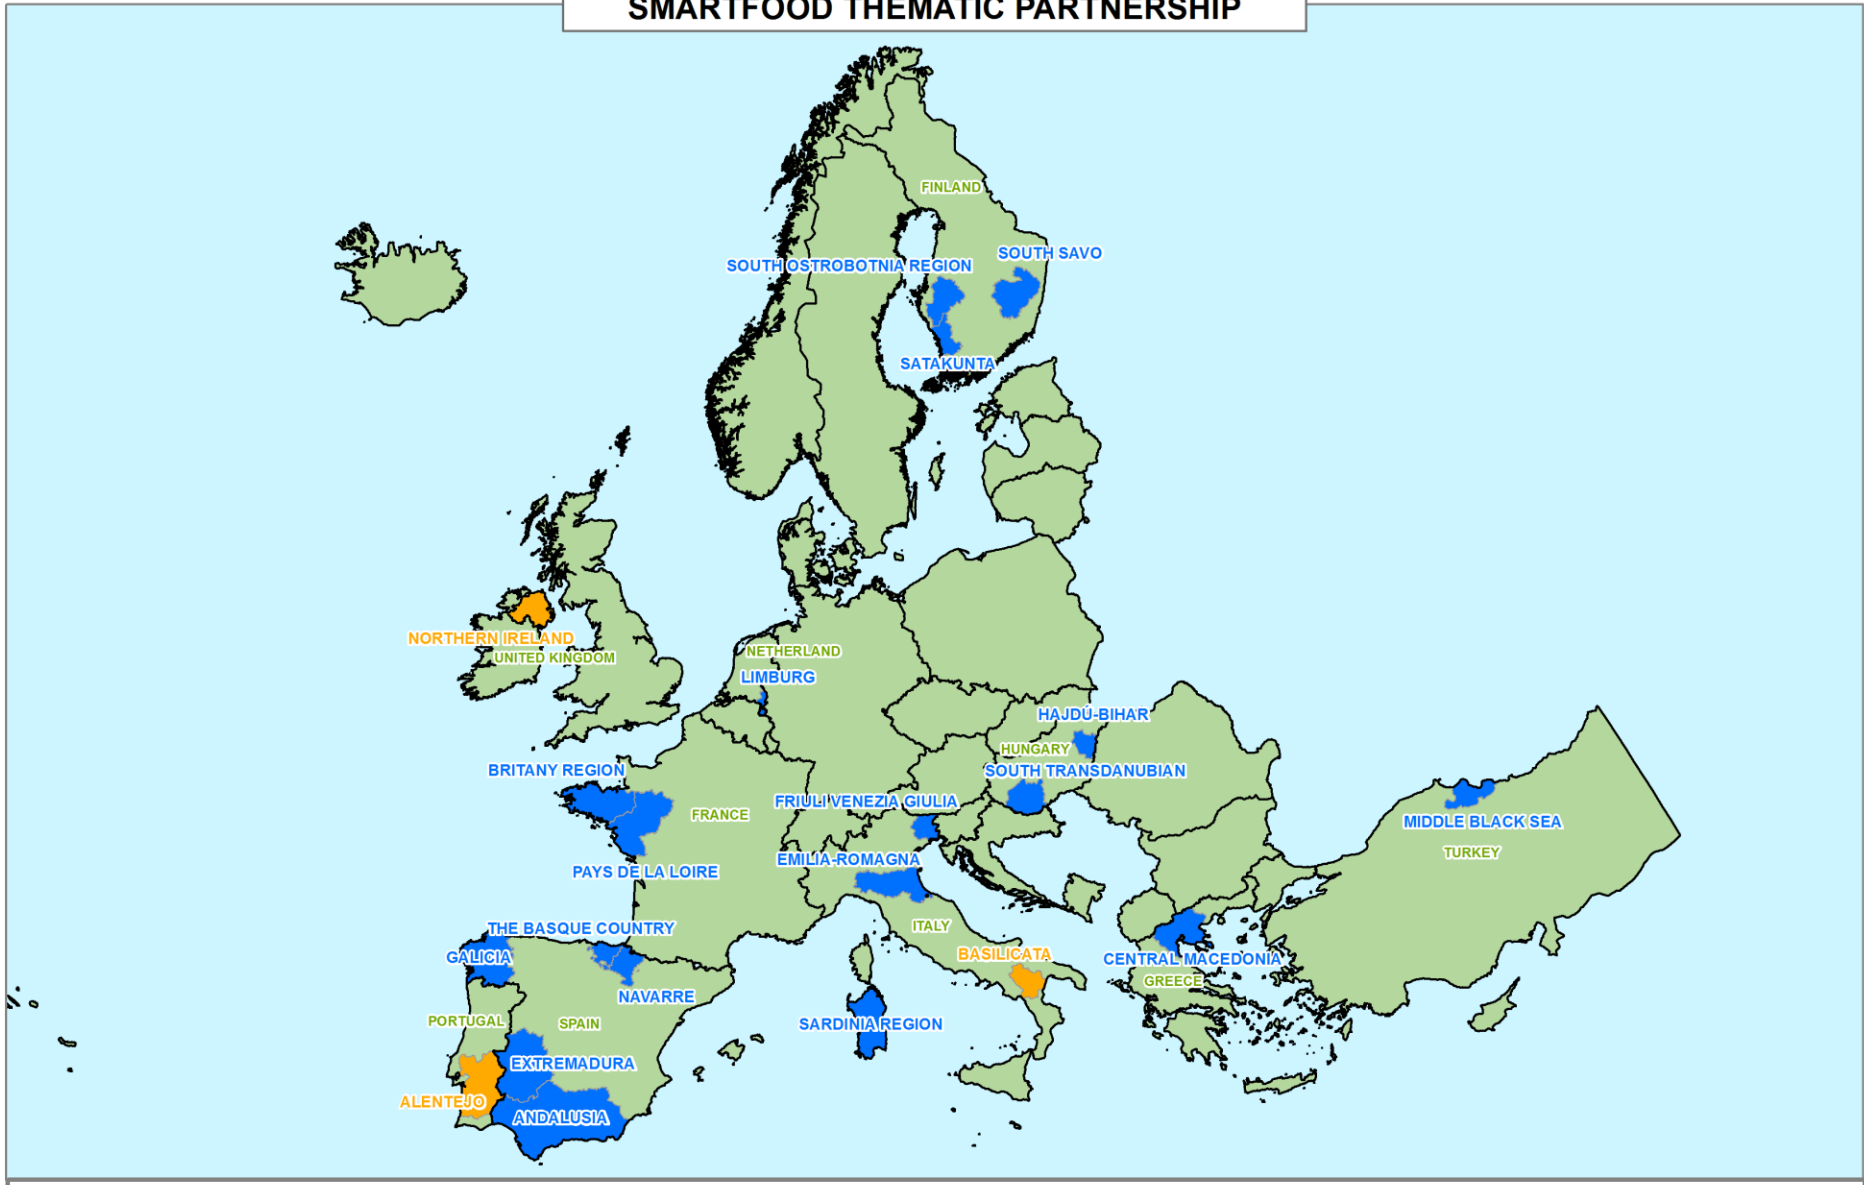 SMARTFOOD THEMATIC PARTNERSHIP
FINLAND
SOUTH SAVO
SOUTH OSTROBOTNIA REGION
SATAKUNTA
NORTHERN IRELAND
UNITED KINGDOM
NETHERLAND
LIMBURG
HAJDÚ-BIHAR
HUNGARY
SOUTH TRANSDANUBIAN
BRITANY REGION
FRIULI VENEZIA GIULIA
FRANCE
MIDDLE BLACK SEA
TURKEY
EMILIA-ROMAGNA
PAYS DE LA LOIRE
ITALY
THE BASQUE COUNTRY
GALICIA
BASILICATA
CENTRAL MACEDONIA
GREECE
NAVARRE
PORTUGAL
SPAIN
SARDINIA REGION
EXTREMADURA
ALENTEJO
ANDALUSIA